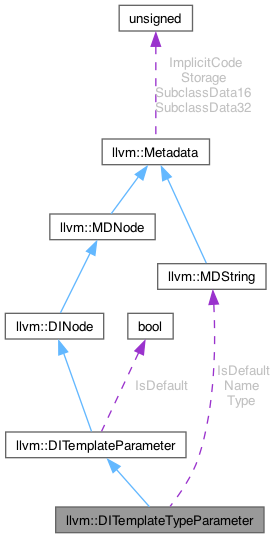 unsigned
ImplicitCode
Storage
SubclassData16
SubclassData32
llvm::Metadata
llvm::MDNode
llvm::MDString
llvm::DINode
bool
IsDefault
IsDefault
Name
Type
llvm::DITemplateParameter
llvm::DITemplateTypeParameter